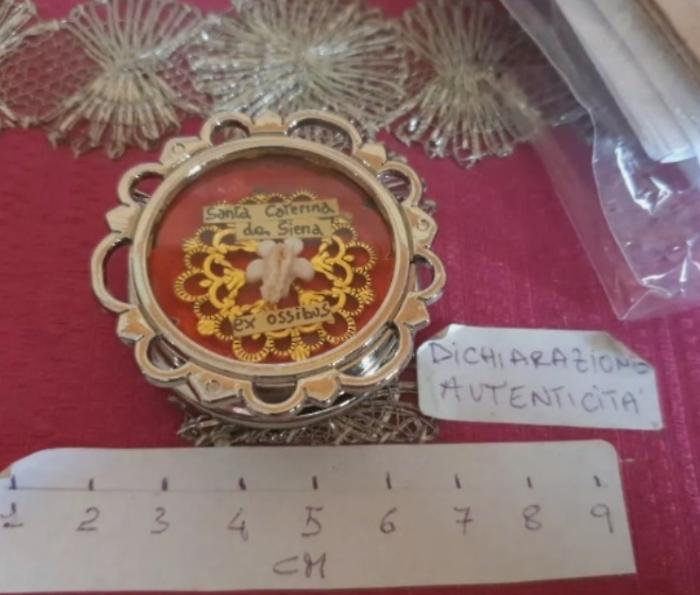 Santa Caterina
da Siena
ex ossibus
DICHIARAZIONE
AUTENTICITA'
1 2 3 4 5 6 7 8 9
CM